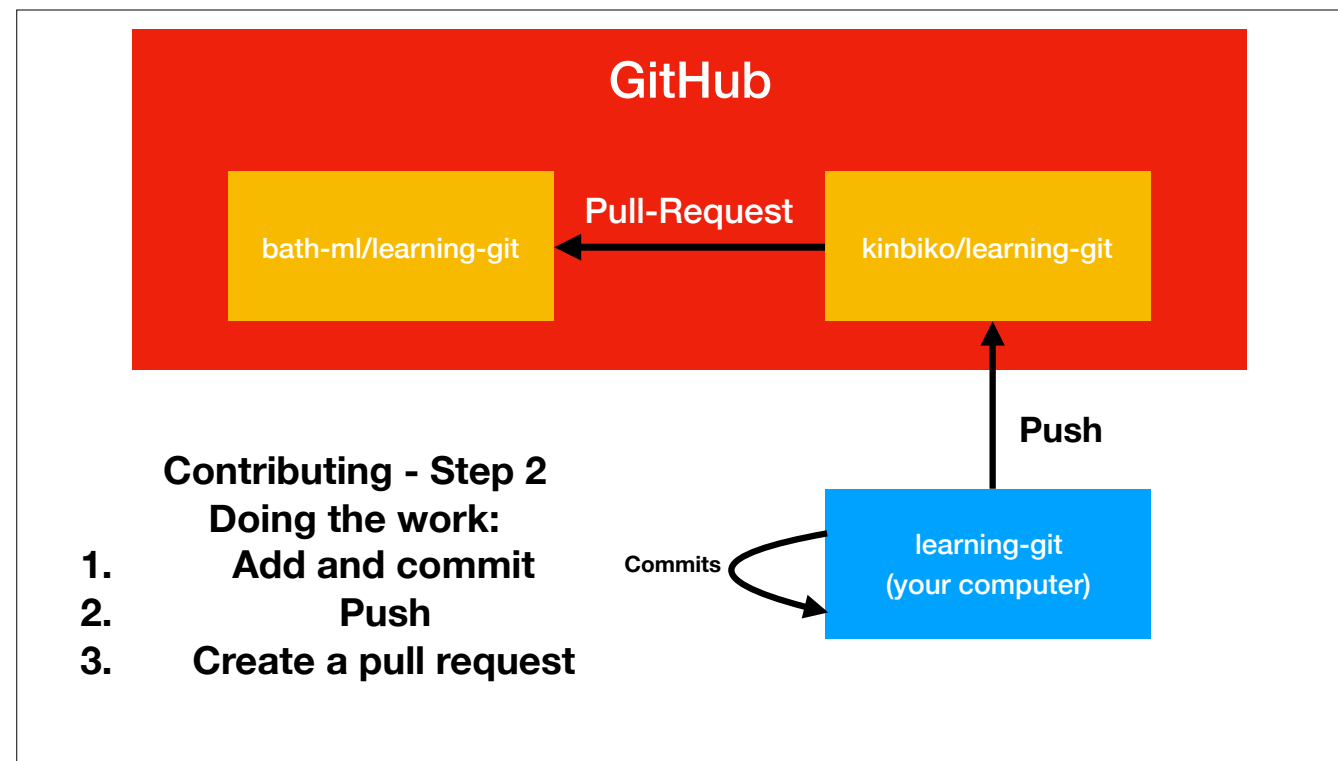 GitHub
Pull-Request
bath-ml/learning-git
kinbiko/learning-git
Push
Contributing - Step 2
Doing the work:
1. Add and commit
2. Push
3. Create a pull request
Commits
learning-git
(your computer)